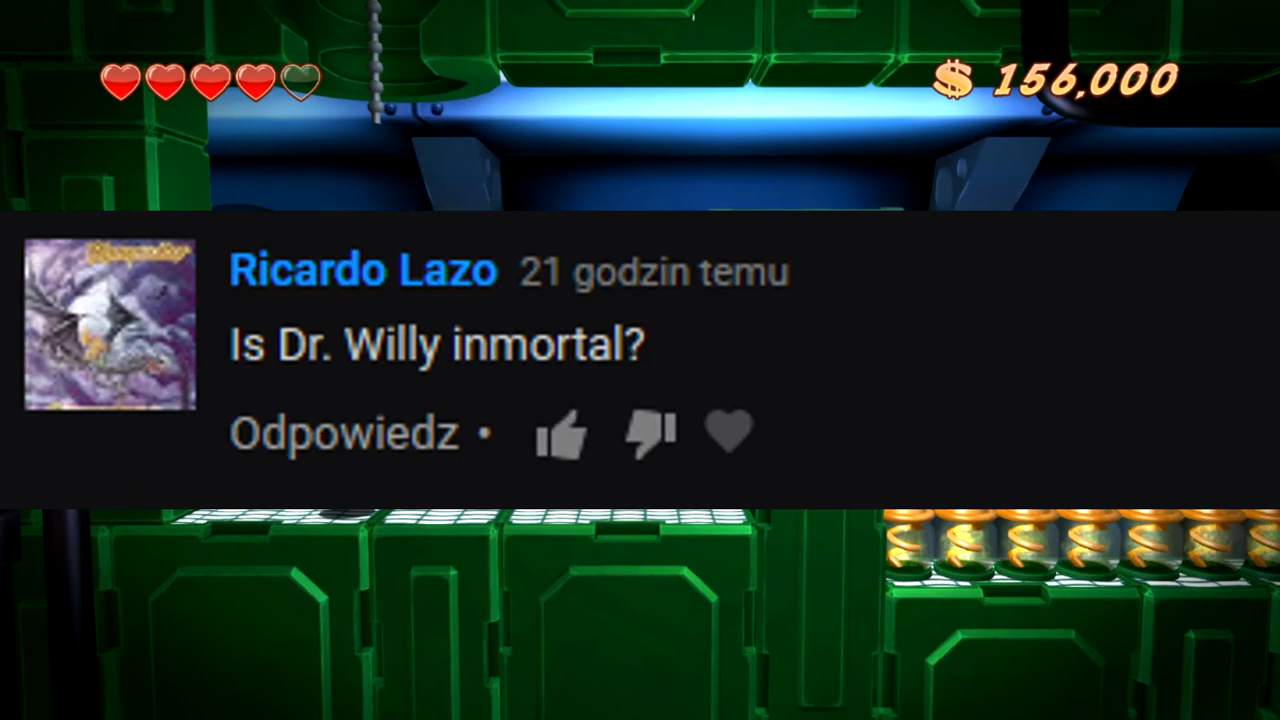 $ 156,000
Ricardo Lazo 21 godzin temu
Is Dr. Willy inmortal?
Odpowiedz •